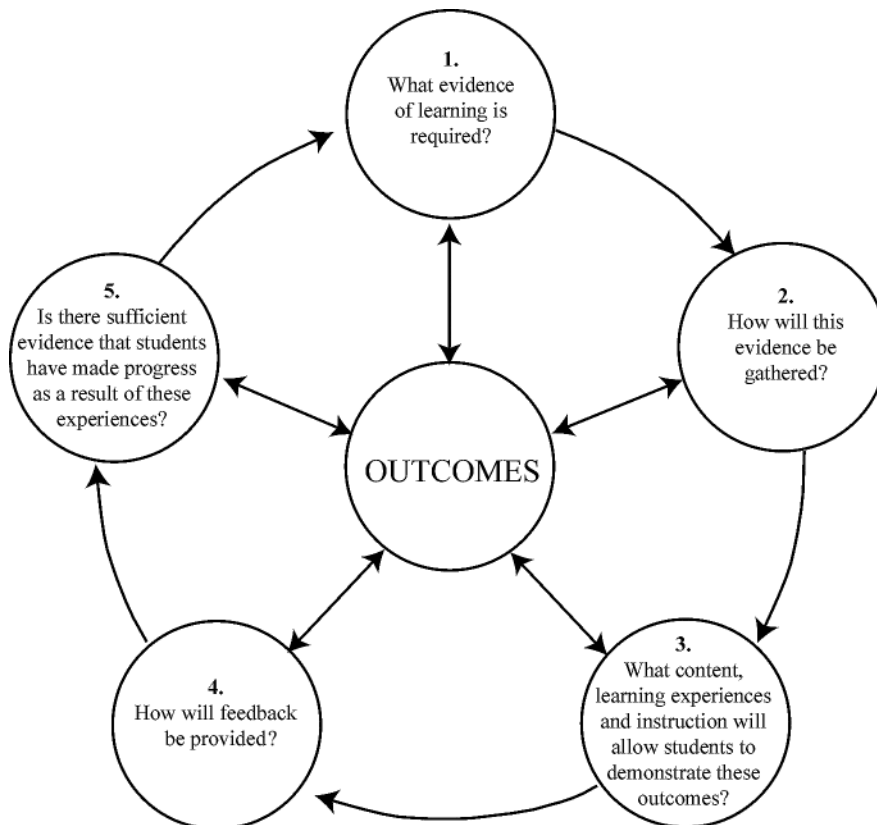 1.
What evidence
of learning is
required?
2.
How will this
evidence be
gathered?
3.
What content,
learning experiences
and instruction will
allow students to
demonstrate these
outcomes?
4.
How will feedback
be provided?
5.
Is there sufficient
evidence that students
have made progress
as a result of these
experiences?
OUTCOMES